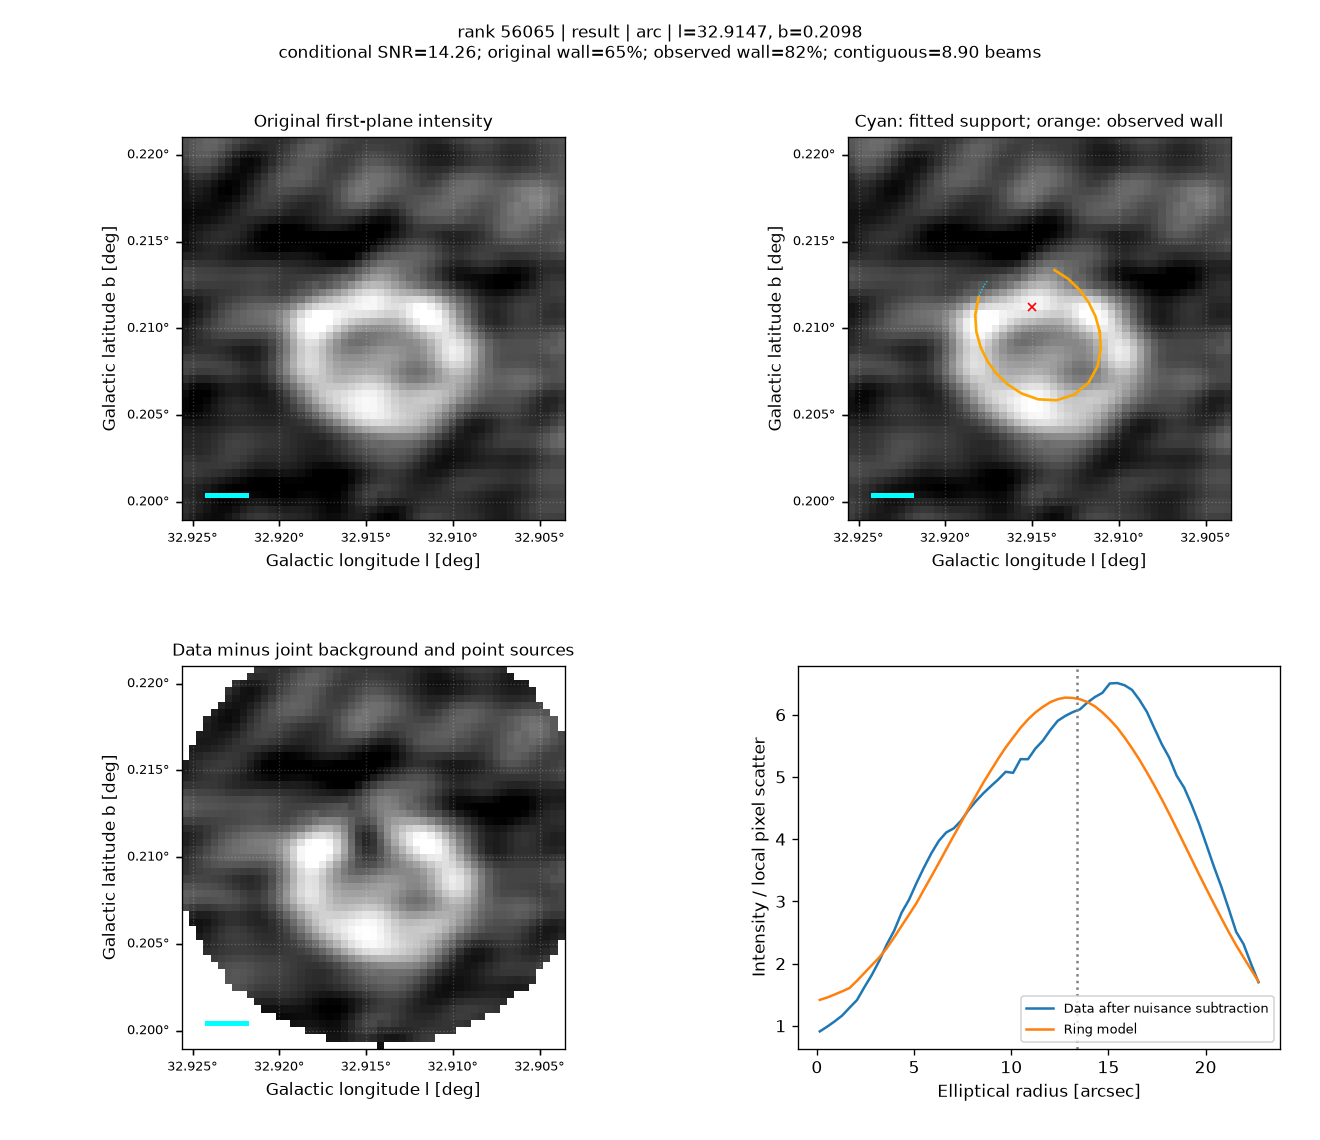 rank 56065 | result | arc | l=32.9147, b=0.2098
conditional SNR=14.26; original wall=65%; observed wall=82%; contiguous=8.90 beams
Original first-plane intensity
0.220°
0.215°
0.210°
0.205°
0.200°
Galactic latitude b [deg]
32.925° 32.920° 32.915° 32.910° 32.905°
Galactic longitude l [deg]
Cyan: fitted support; orange: observed wall
0.220°
0.215°
0.210°
0.205°
0.200°
Galactic latitude b [deg]
32.925° 32.920° 32.915° 32.910° 32.905°
Galactic longitude l [deg]
Data minus joint background and point sources
0.220°
0.215°
0.210°
0.205°
0.200°
Galactic latitude b [deg]
32.925° 32.920° 32.915° 32.910° 32.905°
Galactic longitude l [deg]
6
5
4
3
2
1
Intensity / local pixel scatter
Data after nuisance subtraction
Ring model
0 5 10 15 20
Elliptical radius [arcsec]